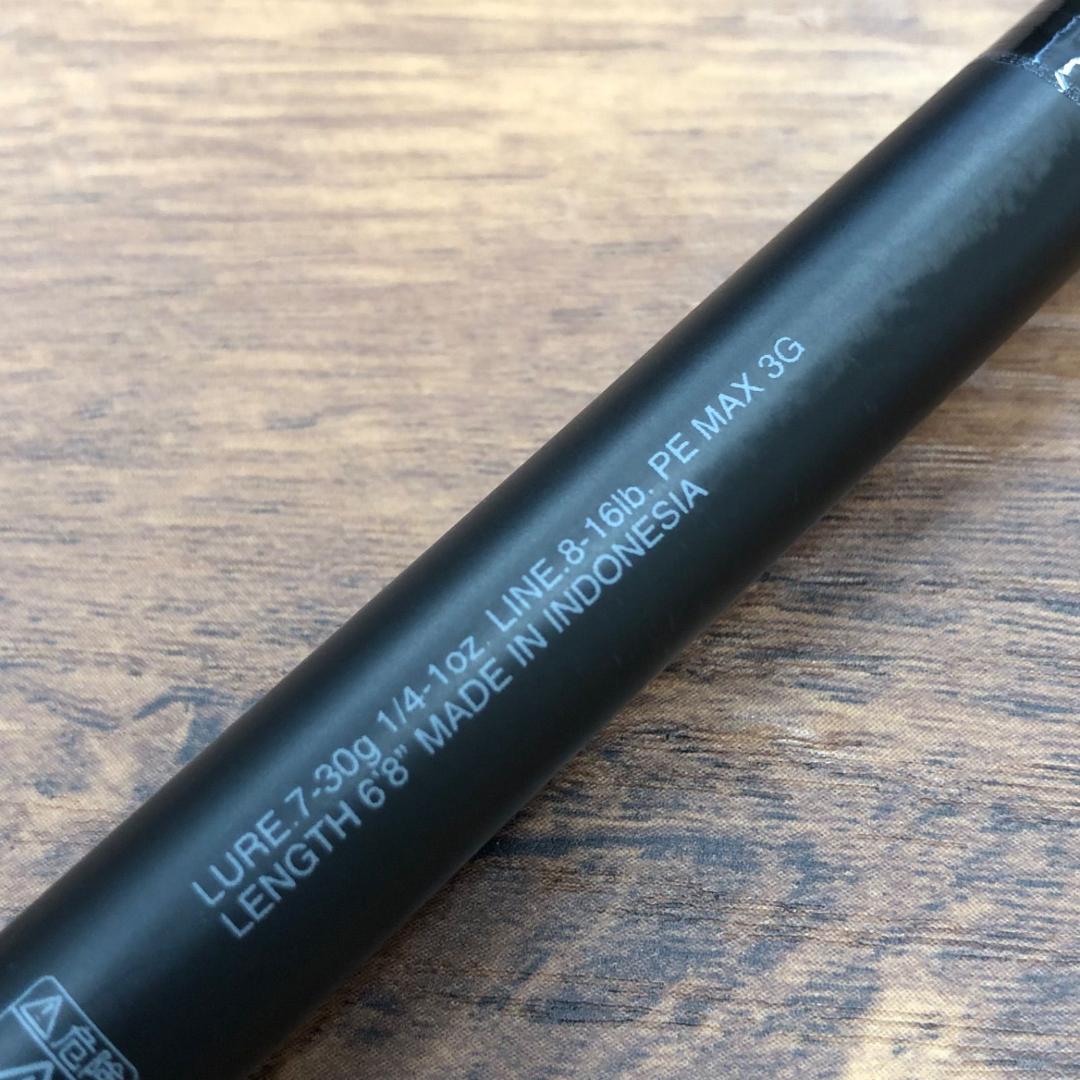 LURE.7-30g 1/4-1oz. LINE.8-16lb. PE MAX 3G
LENGTH 6'8" MADE IN INDONESIA
危険